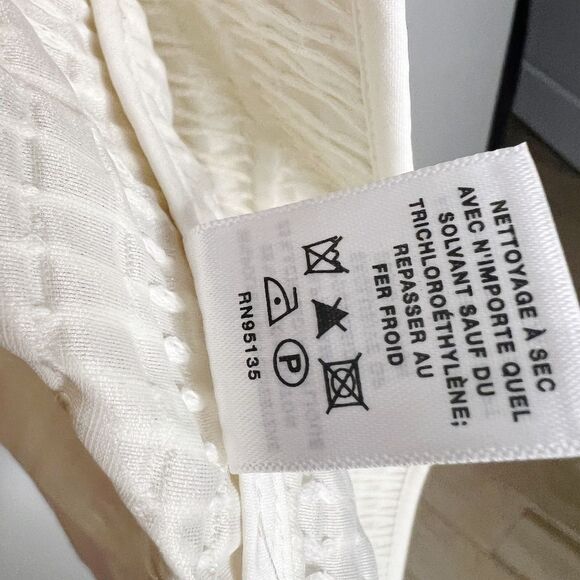 NETTOYAGE À SEC
AVEC N'IMPORTE QUEL
SOLVANT SAUF DU
TRICHLOROÉTHYLÈNE;
REPASSER AU
FER FROID
P
RN95135